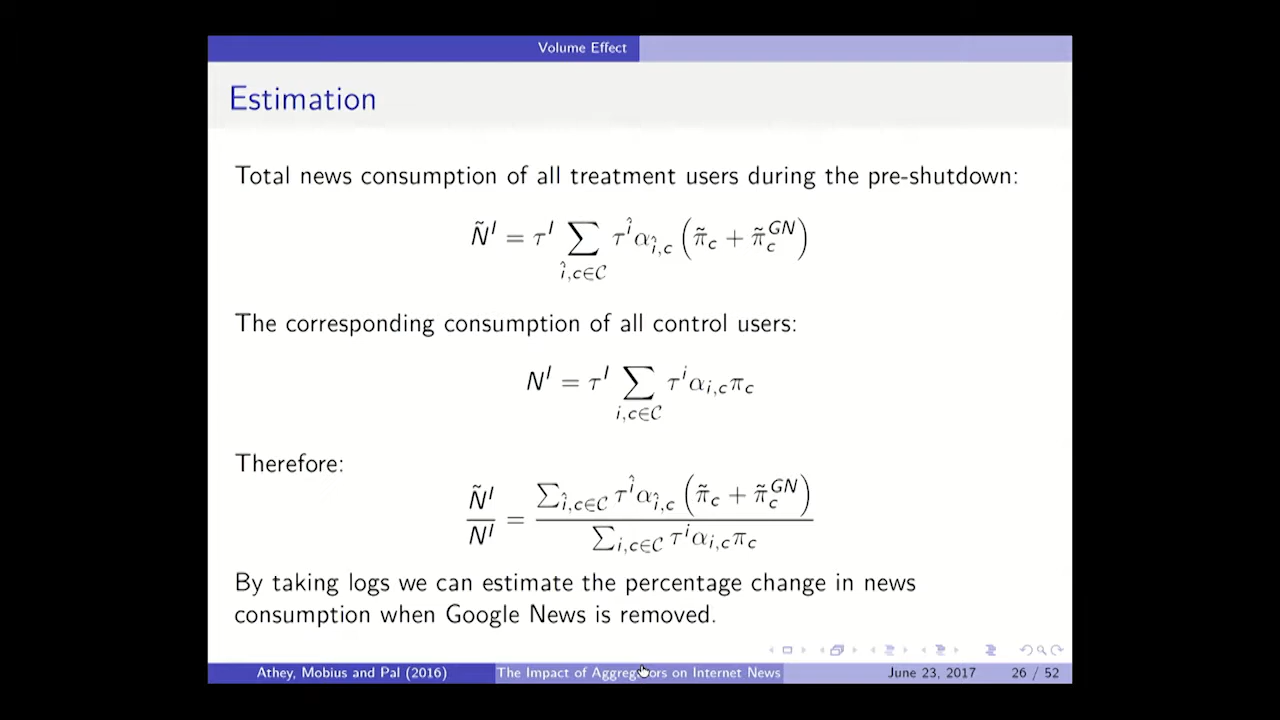 Volume Effect
Estimation
Total news consumption of all treatment users during the pre-shutdown:
Ñ^I = τ^I ∑_{î,c∈𝒞} τ^î α_{î,c} (π̃_c + π̃_c^{GN})
The corresponding consumption of all control users:
N^I = τ^I ∑_{i,c∈𝒞} τ^i α_{i,c} π_c
Therefore:
Ñ^I / N^I = ∑_{î,c∈𝒞} τ^î α_{î,c} (π̃_c + π̃_c^{GN}) / ∑_{i,c∈𝒞} τ^i α_{i,c} π_c
By taking logs we can estimate the percentage change in news
consumption when Google News is removed.
Athey, Mobius and Pal (2016) The Impact of Aggregators on Internet News June 23, 2017 26 / 52